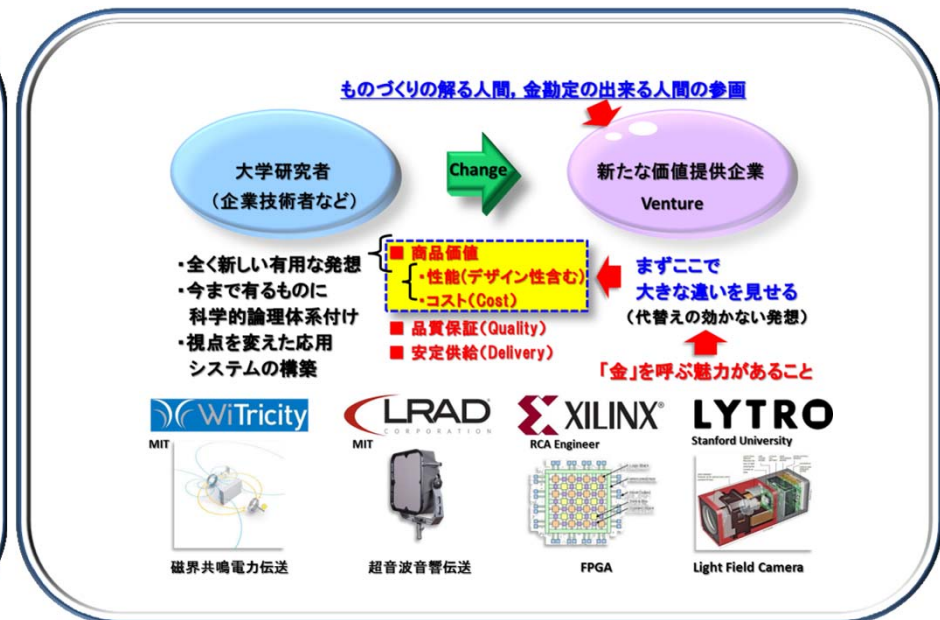 ものづくりの解る人間, 金勘定の出来る人間の参画
大学研究者
(企業技術者など)
Change
新たな価値提供企業
Venture
・全く新しい有用な発想
・今まで有るものに
科学的論理体系付け
・視点を変えた応用
システムの構築
■ 商品価値
・性能(デザイン性含む)
・コスト(Cost)
■ 品質保証(Quality)
■ 安定供給(Delivery)
まずここで
大きな違いを見せる
(代替えの効かない発想)
「金」を呼ぶ魅力があること
WiTricity
MIT
磁界共鳴電力伝送
LRAD
CORPORATION
MIT
超音波音響伝送
XILINX®
RCA Engineer
FPGA
LYTRO
Stanford University
Light Field Camera